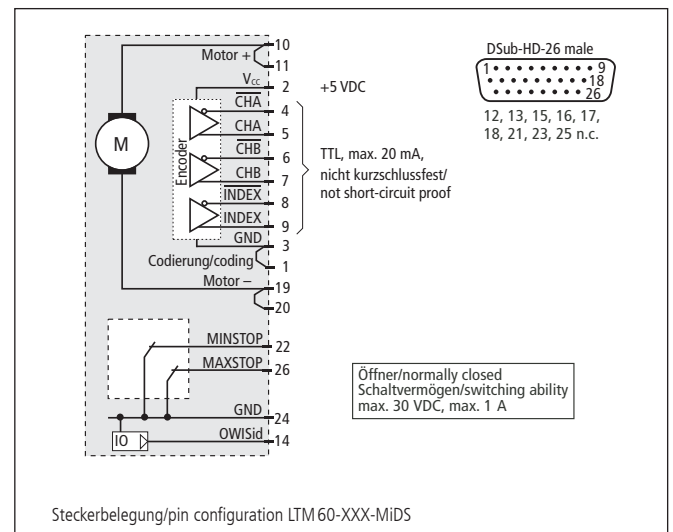 Motor + 10
11
Vcc 2 +5 VDC
CHA 4
CHA 5
CHB 6
CHB 7
INDEX 8
INDEX 9
GND 3
Codierung/coding 1
Motor – 19
20
M
Encoder
TTL, max. 20 mA,
nicht kurzschlussfest/
not short-circuit proof
DSub-HD-26 male
1 9
18
26
12, 13, 15, 16, 17,
18, 21, 23, 25 n.c.
MINSTOP 22
MAXSTOP 26
GND 24
IO OWISid 14
Öffner/normally closed
Schaltvermögen/switching ability
max. 30 VDC, max. 1 A
Steckerbelegung/pin configuration LTM 60-XXX-MiDS